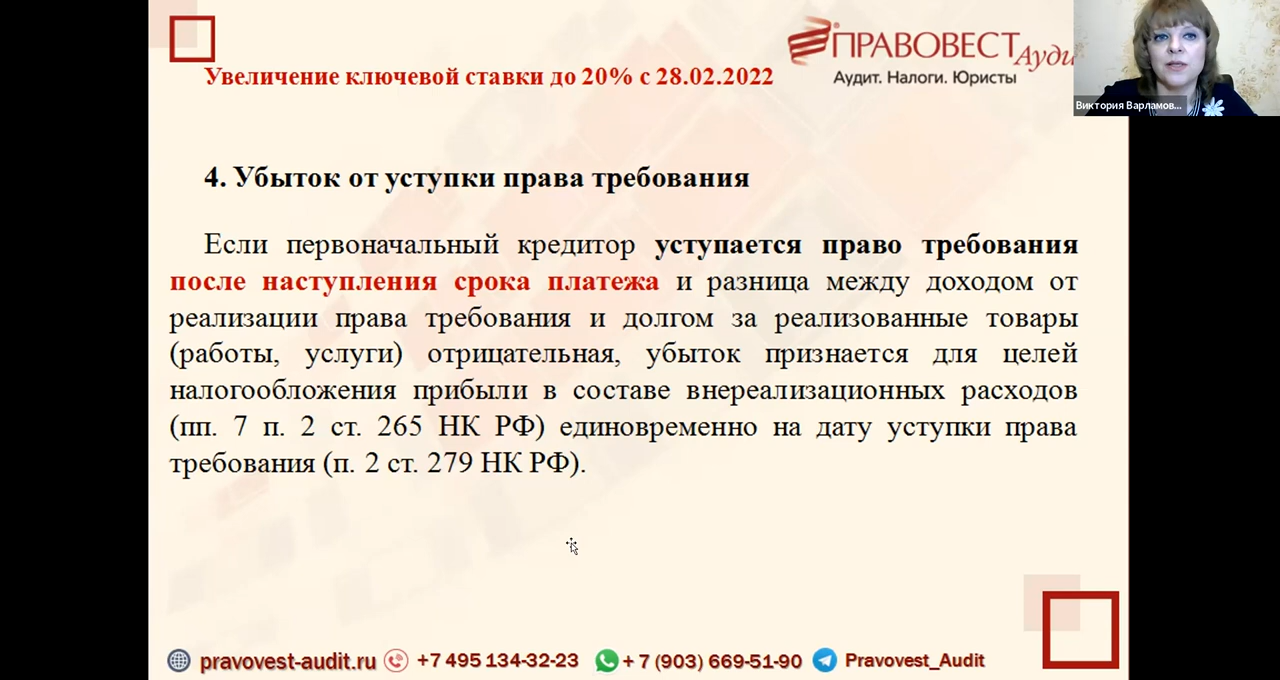 ПРАВОВЕСТ
Аудит. Налоги. Юристы
Увеличение ключевой ставки до 20% с 28.02.2022
Виктория Варламов...
4. Убыток от уступки права требования
Если первоначальный кредитор уступается право требования
после наступления срока платежа и разница между доходом от
реализации права требования и долгом за реализованные товары
(работы, услуги) отрицательная, убыток признается для целей
налогообложения прибыли в составе внереализационных расходов
(пп. 7 п. 2 ст. 265 НК РФ) единовременно на дату уступки права
требования (п. 2 ст. 279 НК РФ).
pravovest-audit.ru +7 495 134-32-23 + 7 (903) 669-51-90 Pravovest_Audit